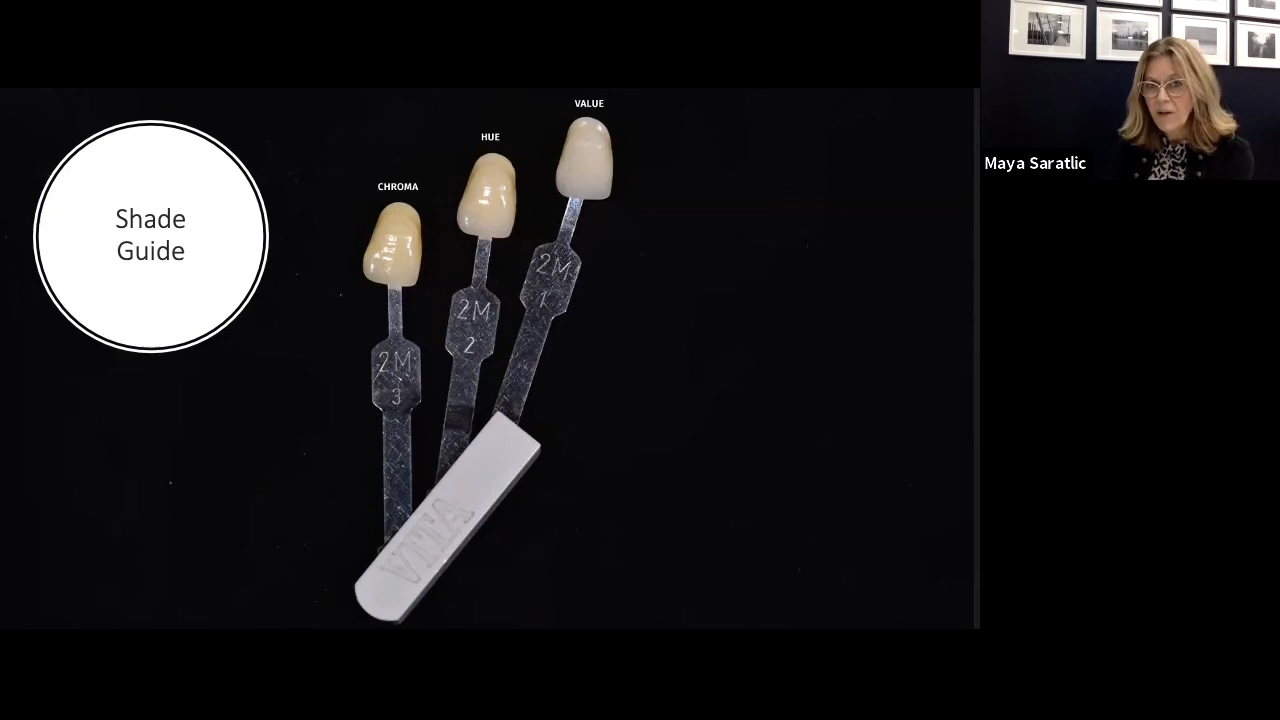 Shade
Guide
CHROMA
HUE
VALUE
2M
3
2M
2
2M
1
VITA
Maya Saratlic